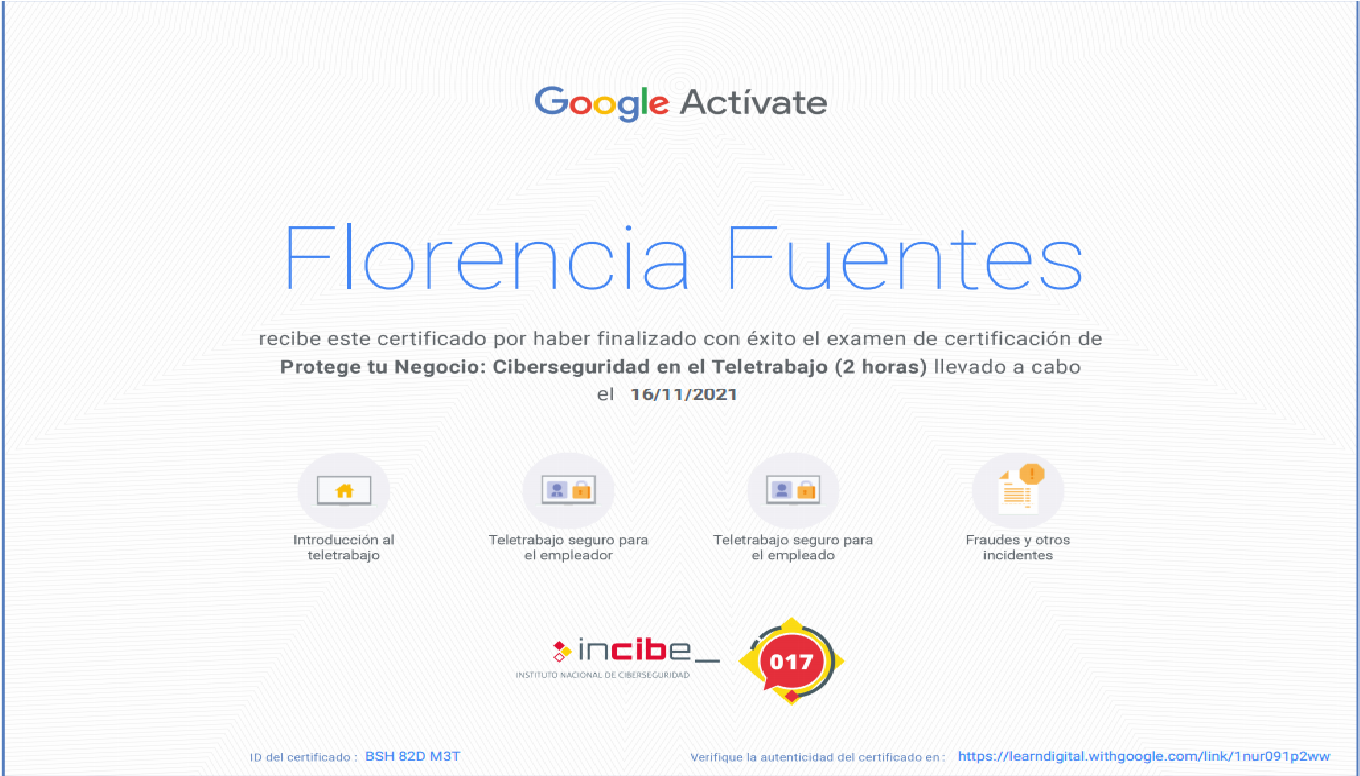 Google Actívate
Florencia Fuentes
recibe este certificado por haber finalizado con éxito el examen de certificación de
Protege tu Negocio: Ciberseguridad en el Teletrabajo (2 horas) llevado a cabo
el 16/11/2021
Introducción al
teletrabajo
Teletrabajo seguro para
el empleador
Teletrabajo seguro para
el empleado
Fraudes y otros
incidentes
incibe_
INSTITUTO NACIONAL DE CIBERSEGURIDAD
017
ID del certificado : BSH 82D M3T
Verifique la autenticidad del certificado en : https://learndigital.withgoogle.com/link/1nur091p2ww